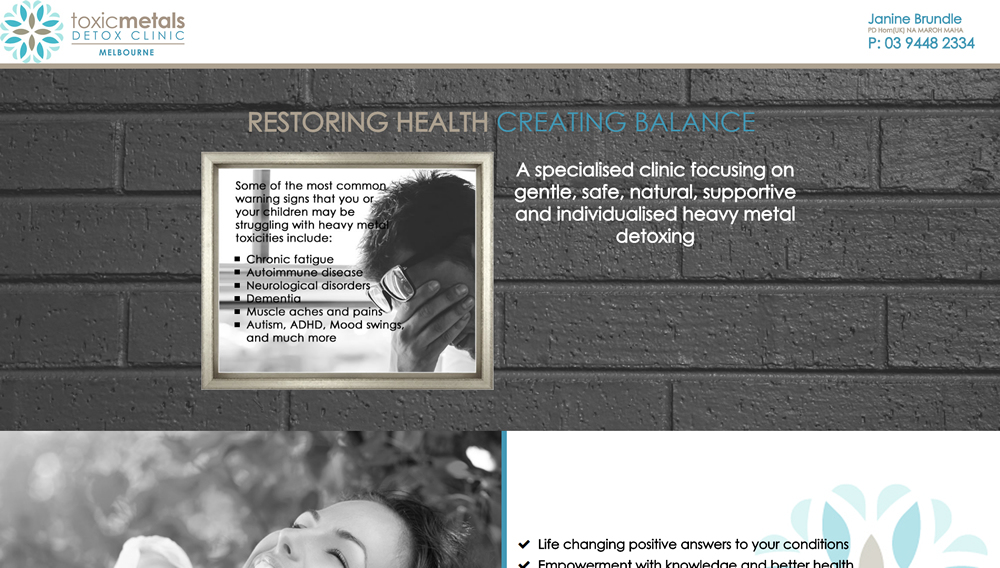 toxicmetals
DETOX CLINIC
MELBOURNE
Janine Brundle
PD Hom(UK) NA MAROH MAHA
P: 03 9448 2334
RESTORING HEALTH CREATING BALANCE
Some of the most common
warning signs that you or
your children may be
struggling with heavy metal
toxicities include:
Chronic fatigue
Autoimmune disease
Neurological disorders
Dementia
Muscle aches and pains
Autism, ADHD, Mood swings,
and much more
A specialised clinic focusing on
gentle, safe, natural, supportive
and individualised heavy metal
detoxing
Life changing positive answers to your conditions
Empowerment with knowledge and better health